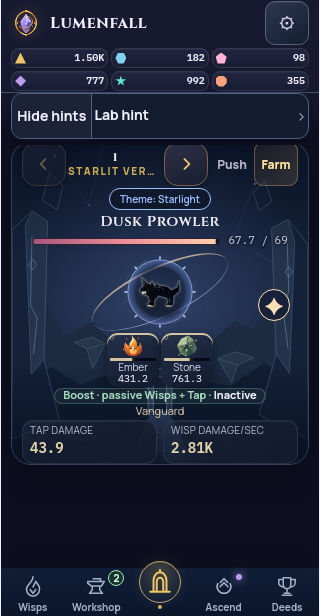 LUMENFALL
1.50K 182 98
777 992 355
Hide hints Lab hint
1
STARLIT VER…
Push Farm
Theme: Starlight
DUSK PROWLER
67.7 / 69
Ember Stone
431.2 761.3
Boost · passive Wisps + Tap · Inactive
Vanguard
TAP DAMAGE WISP DAMAGE/SEC
43.9 2.81K
2
Wisps Workshop Ascend Deeds